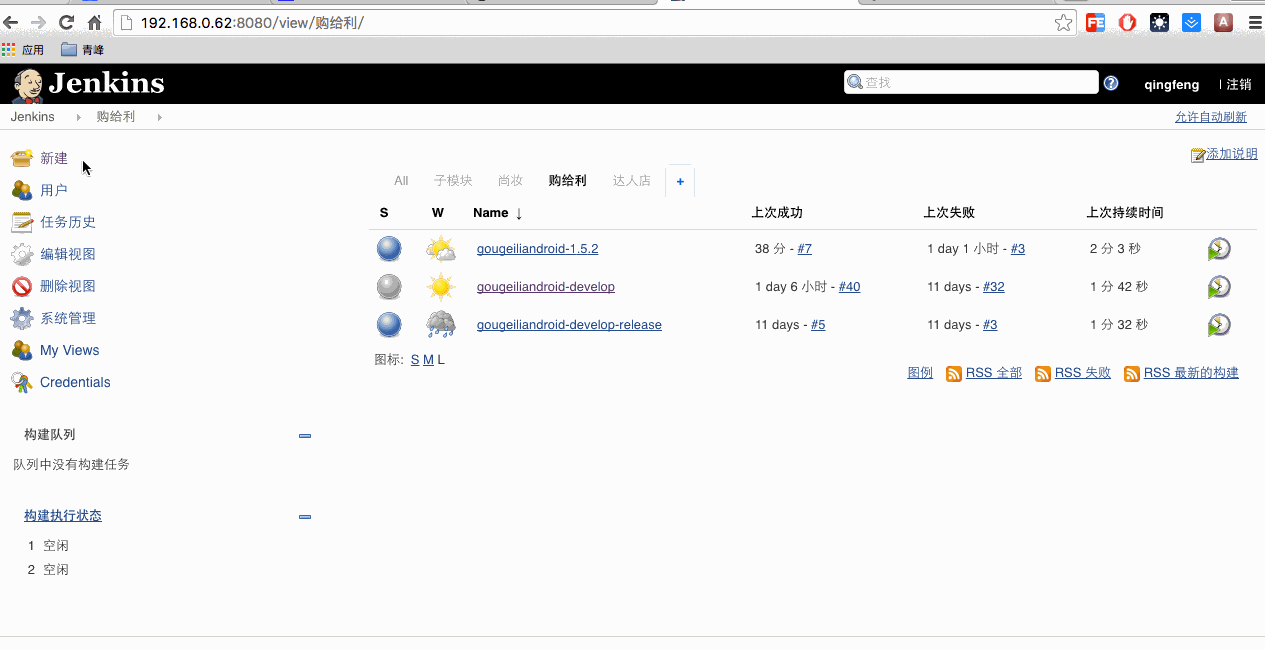 192.168.0.62:8080/view/购给利/
应用 青峰
Jenkins 查找 qingfeng | 注销
Jenkins 购给利 允许自动刷新
新建 添加说明
用户 All 子模块 尚妆 购给利 达人店 +
任务历史 S W Name ↓ 上次成功 上次失败 上次持续时间
编辑视图 gougeiliandroid-1.5.2 38 分 - #7 1 day 1 小时 - #3 2 分 3 秒
删除视图 gougeiliandroid-develop 1 day 6 小时 - #40 11 days - #32 1 分 42 秒
系统管理 gougeiliandroid-develop-release 11 days - #5 11 days - #3 1 分 32 秒
My Views 图标: S M L
Credentials 图例 RSS 全部 RSS 失败 RSS 最新的构建
构建队列
队列中没有构建任务
构建执行状态
1 空闲
2 空闲